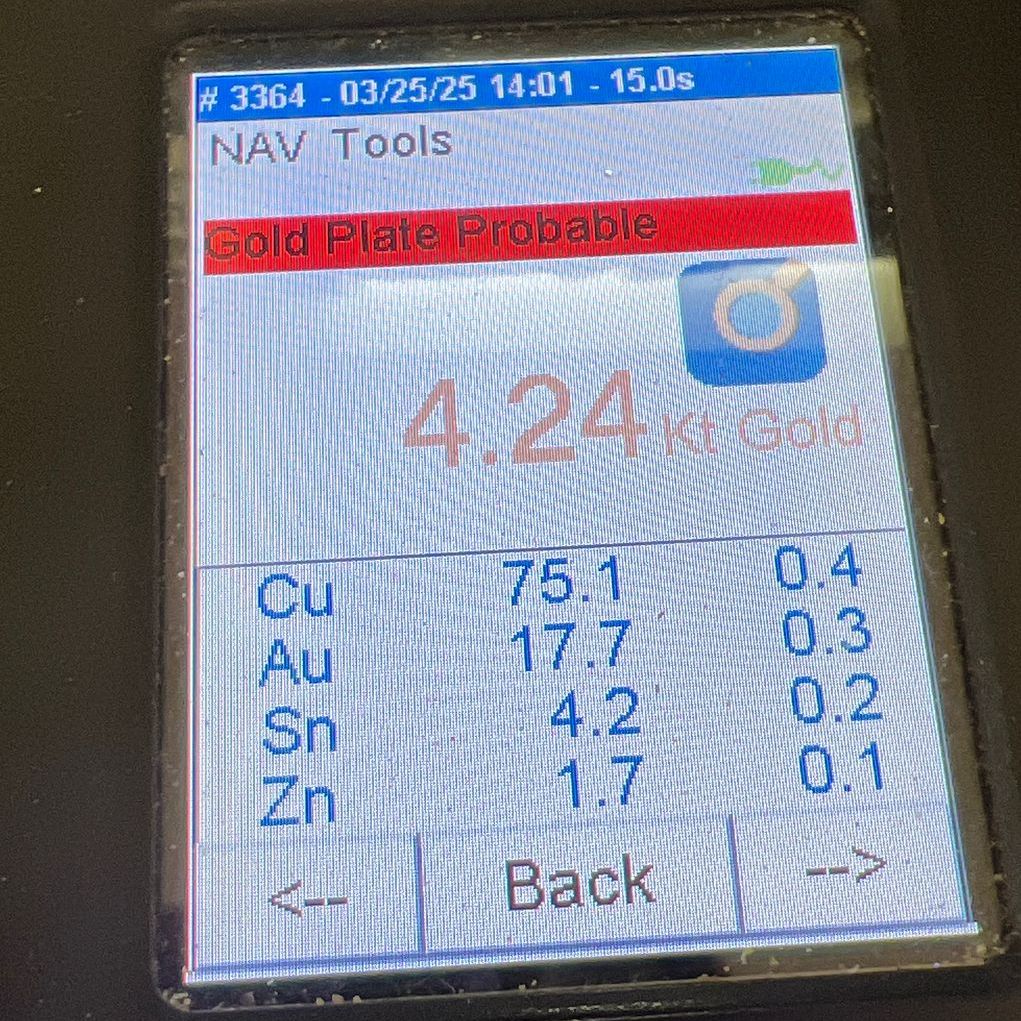 # 3364 - 03/25/25 14:01 - 15.0s
NAV Tools
Gold Plate Probable
4.24 Kt Gold
Cu 75.1 0.4
Au 17.7 0.3
Sn 4.2 0.2
Zn 1.7 0.1
<-- Back -->